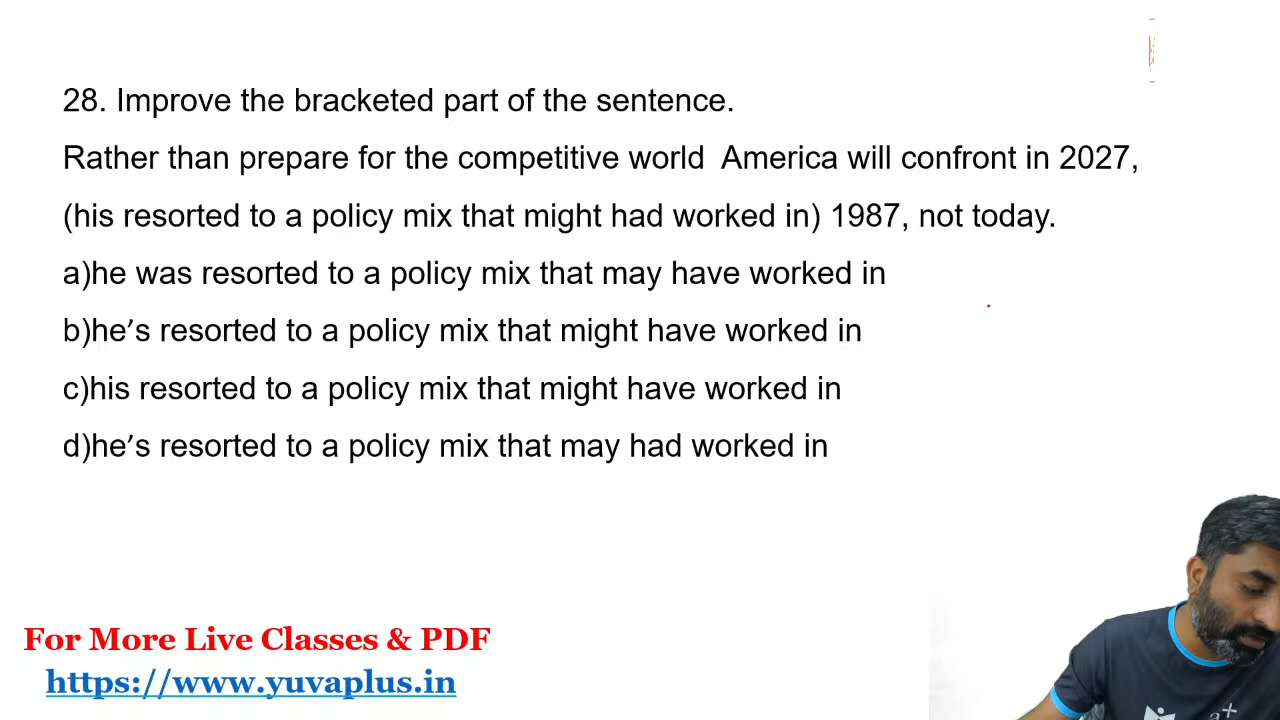 28. Improve the bracketed part of the sentence.
Rather than prepare for the competitive world America will confront in 2027,
(his resorted to a policy mix that might had worked in) 1987, not today.
a)he was resorted to a policy mix that may have worked in
b)he’s resorted to a policy mix that might have worked in
c)his resorted to a policy mix that might have worked in
d)he’s resorted to a policy mix that may had worked in
For More Live Classes & PDF
https://www.yuvaplus.in